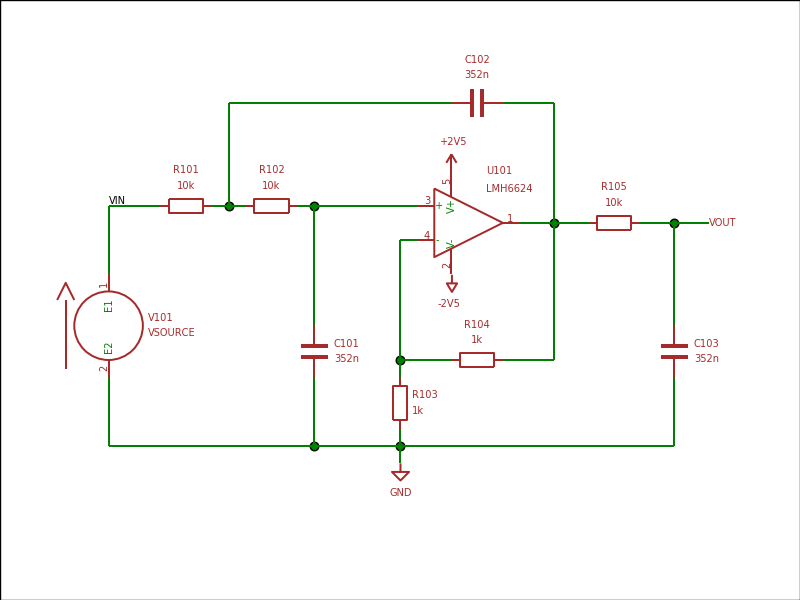 C102
352n
+2V5
R101
10k
R102
10k
U101
LMH6624
R105
10k
VIN
3
+
V+
5
1
VOUT
4
-
V-
2
-2V5
1
E1
V101
VSOURCE
E2
2
R104
1k
C101
352n
C103
352n
R103
1k
GND